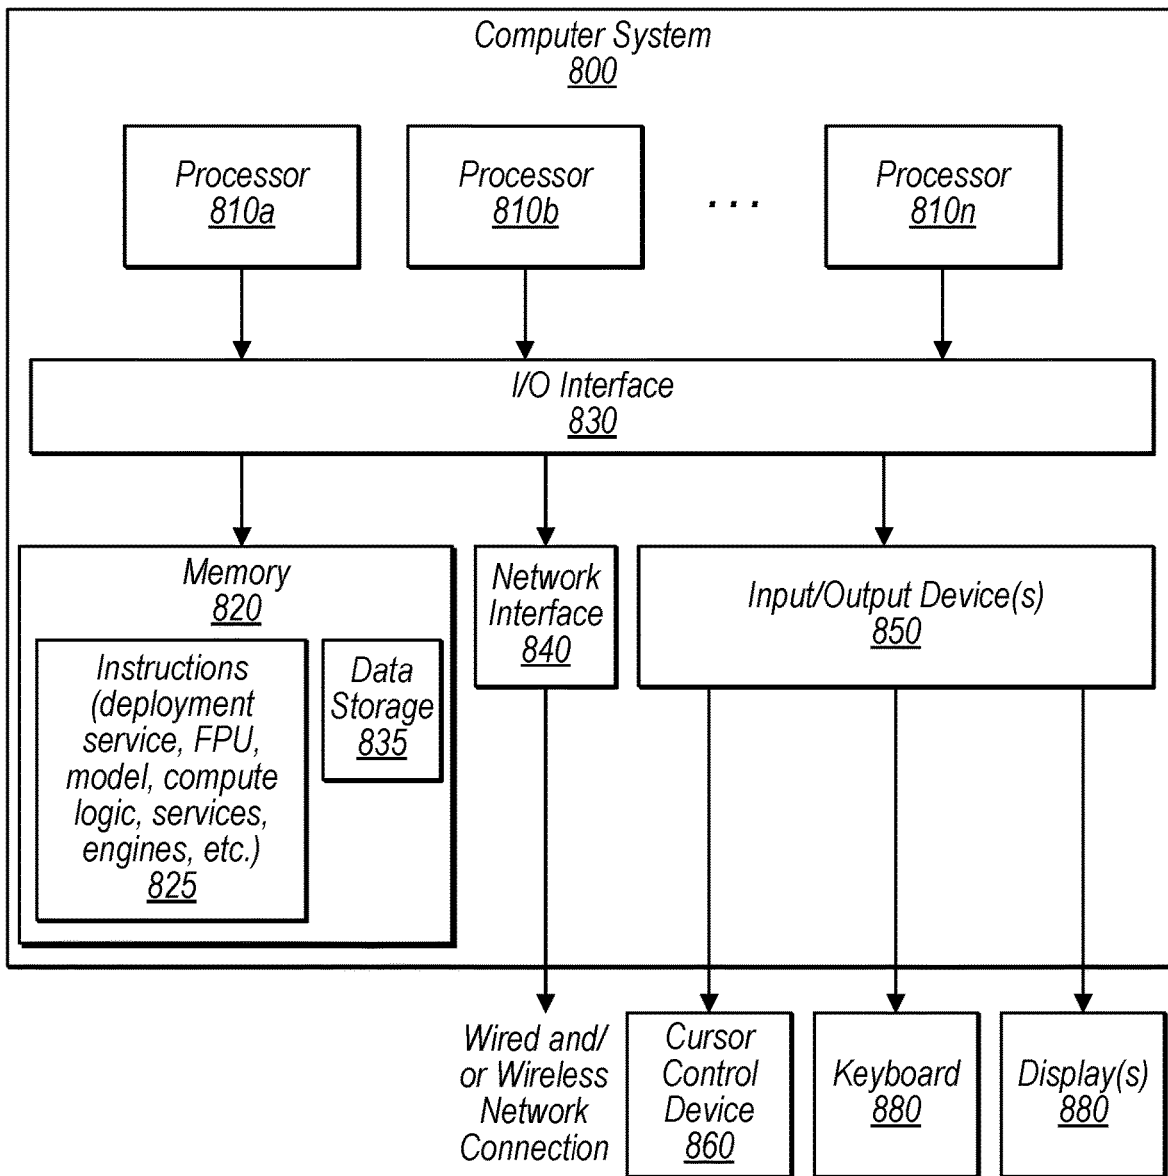 Computer System
800
Processor
810a
Processor
810b
. . .
Processor
810n
I/O Interface
830
Memory
820
Instructions
(deployment
service, FPU,
model, compute
logic, services,
engines, etc.)
825
Data
Storage
835
Network
Interface
840
Input/Output Device(s)
850
Wired and/
or Wireless
Network
Connection
Cursor
Control
Device
860
Keyboard
880
Display(s)
880